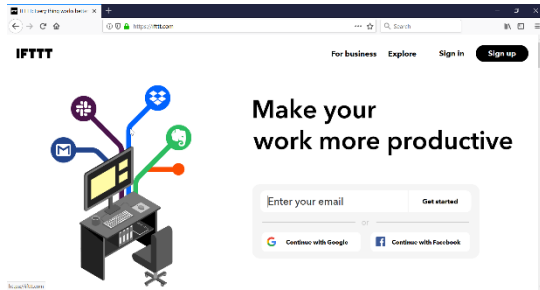 https://ifttt.com
Search
IFTTT
For business
Explore
Sign in
Sign up
Make your
work more productive
Enter your email
Get started
or
Continue with Google
Continue with Facebook